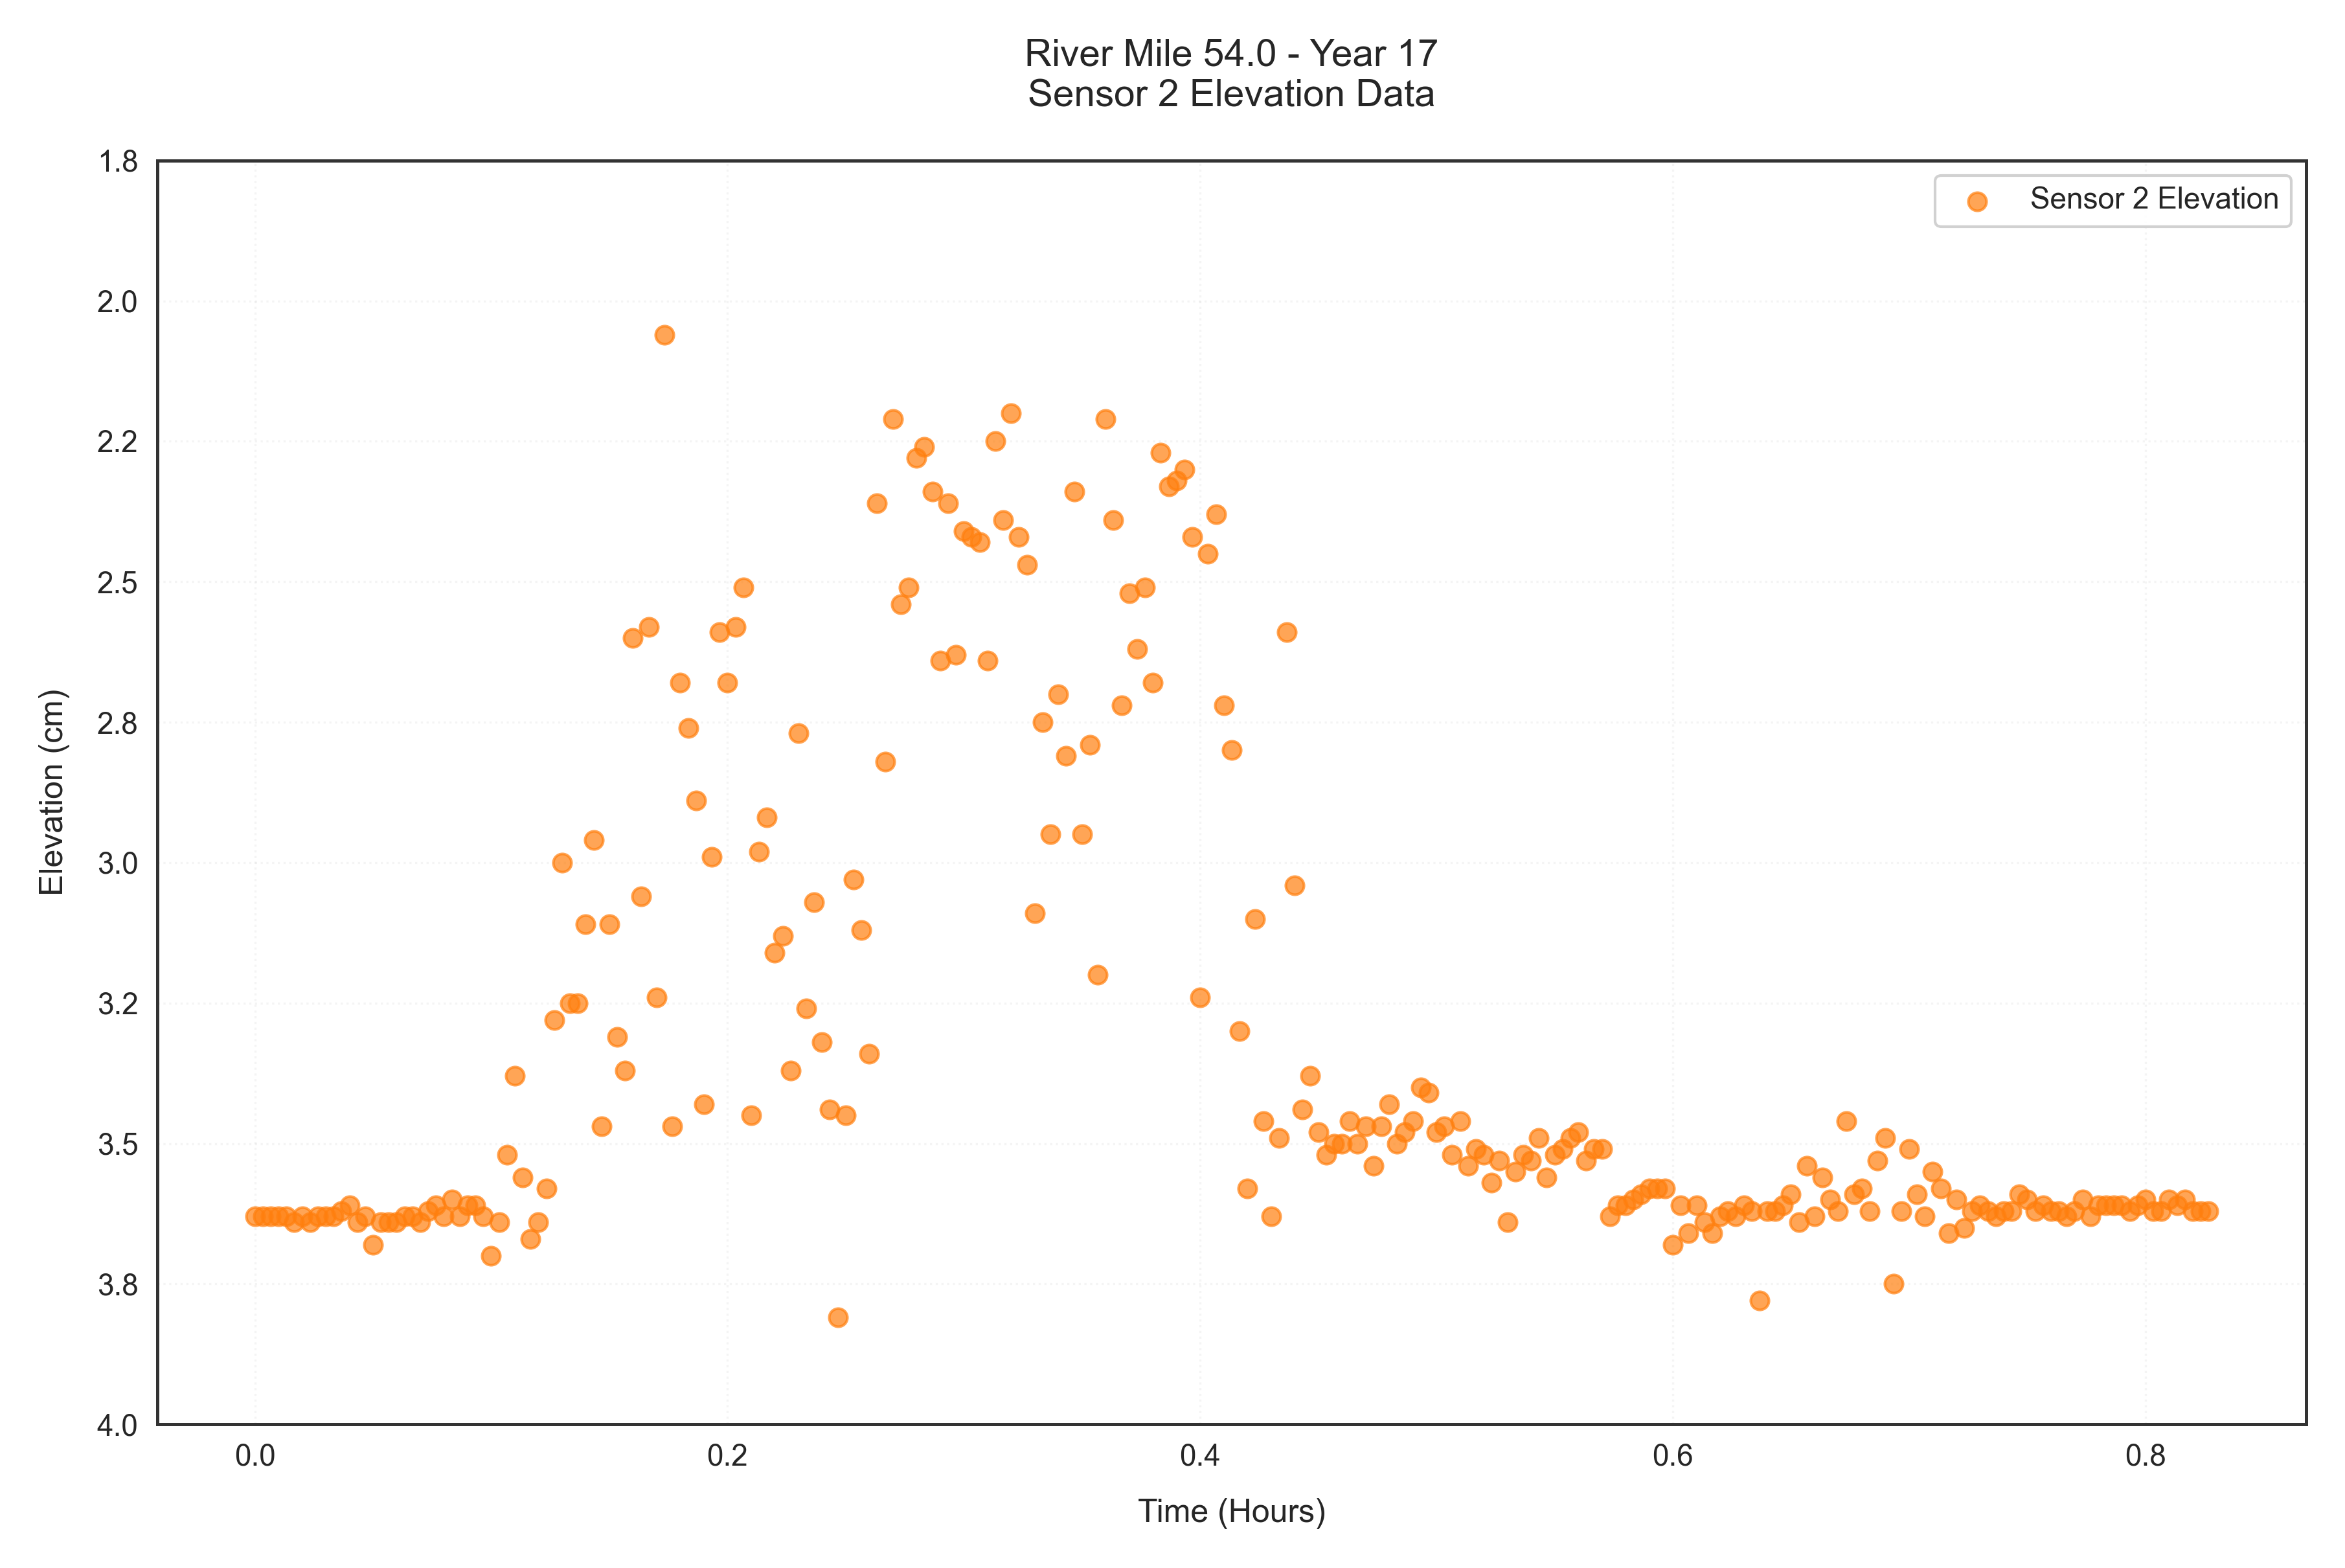 River Mile 54.0 - Year 17
Sensor 2 Elevation Data
Sensor 2 Elevation
Elevation (cm)
1.8
2.0
2.2
2.5
2.8
3.0
3.2
3.5
3.8
4.0
0.0 0.2 0.4 0.6 0.8
Time (Hours)